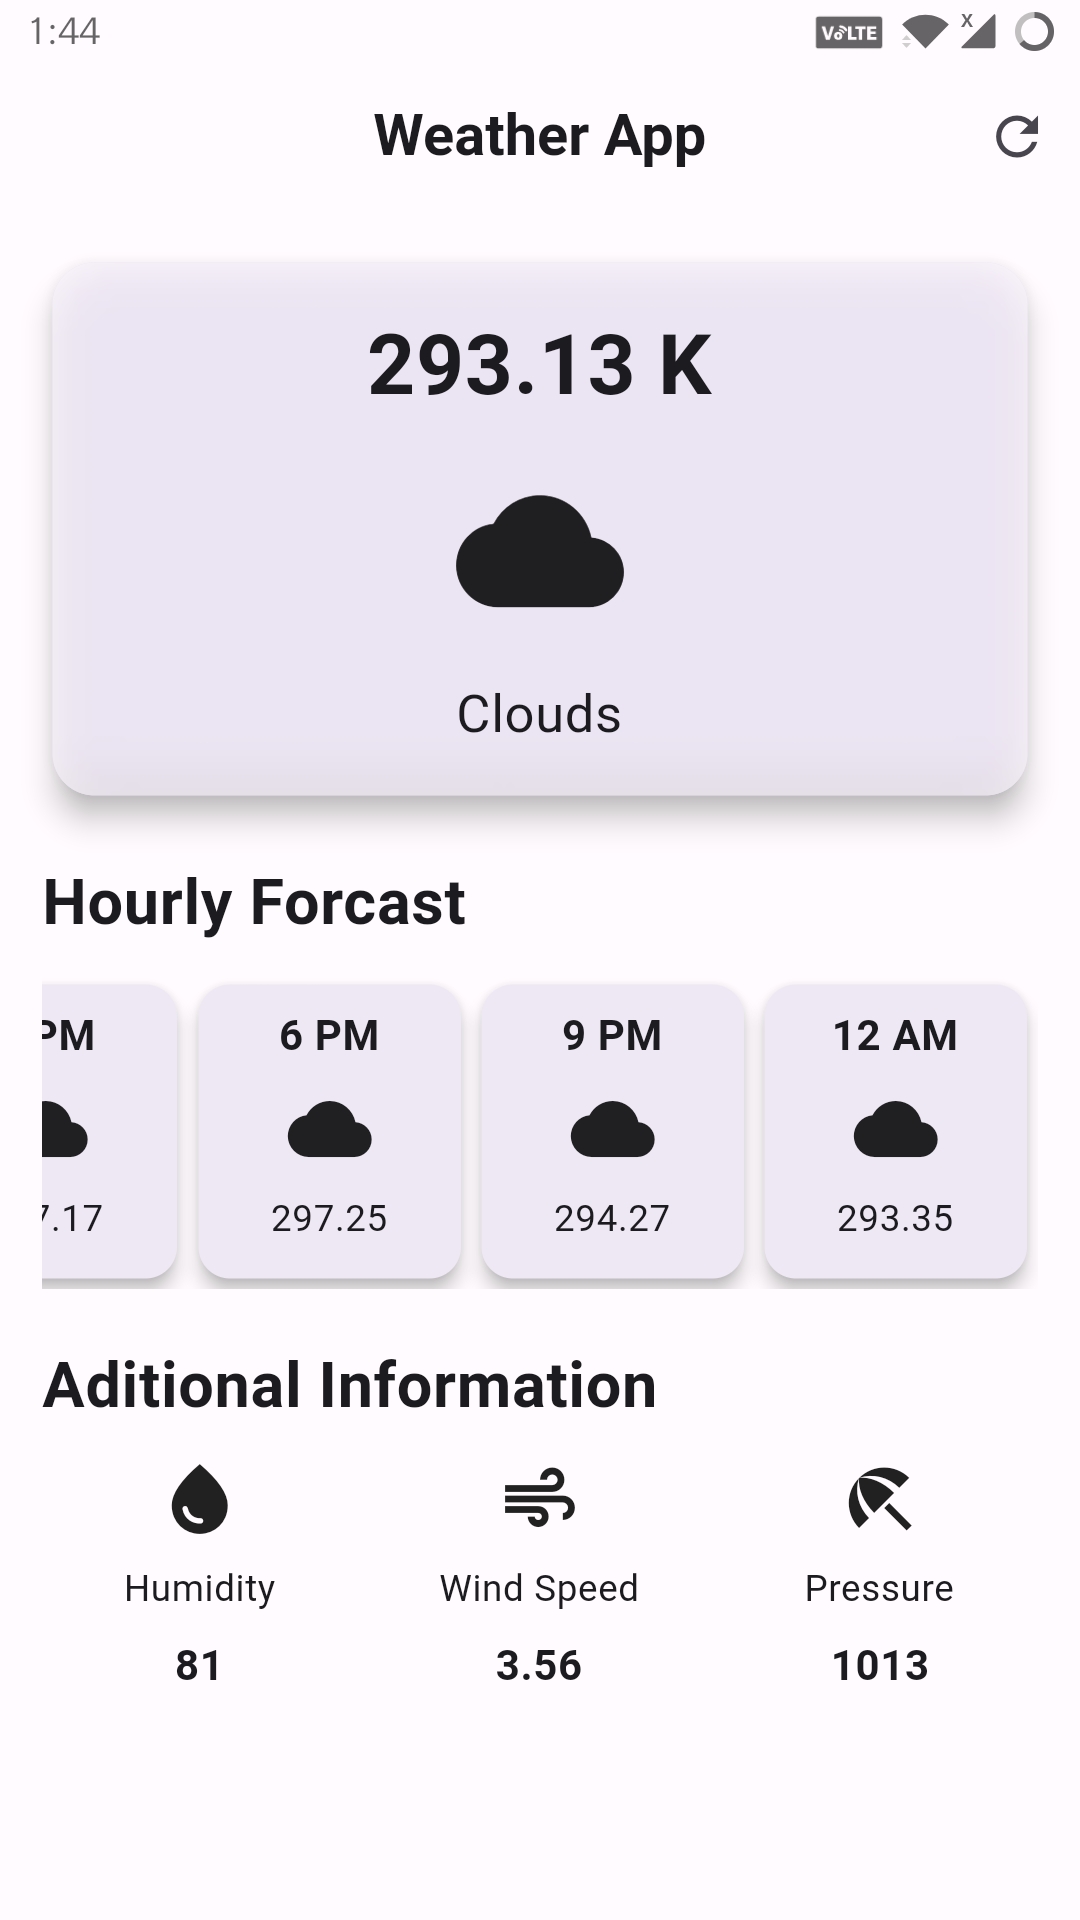 1:44 VoLTE X
Weather App
293.13 K
Clouds
Hourly Forcast
PM 6 PM 9 PM 12 AM
7.17 297.25 294.27 293.35
Aditional Information
Humidity Wind Speed Pressure
81 3.56 1013